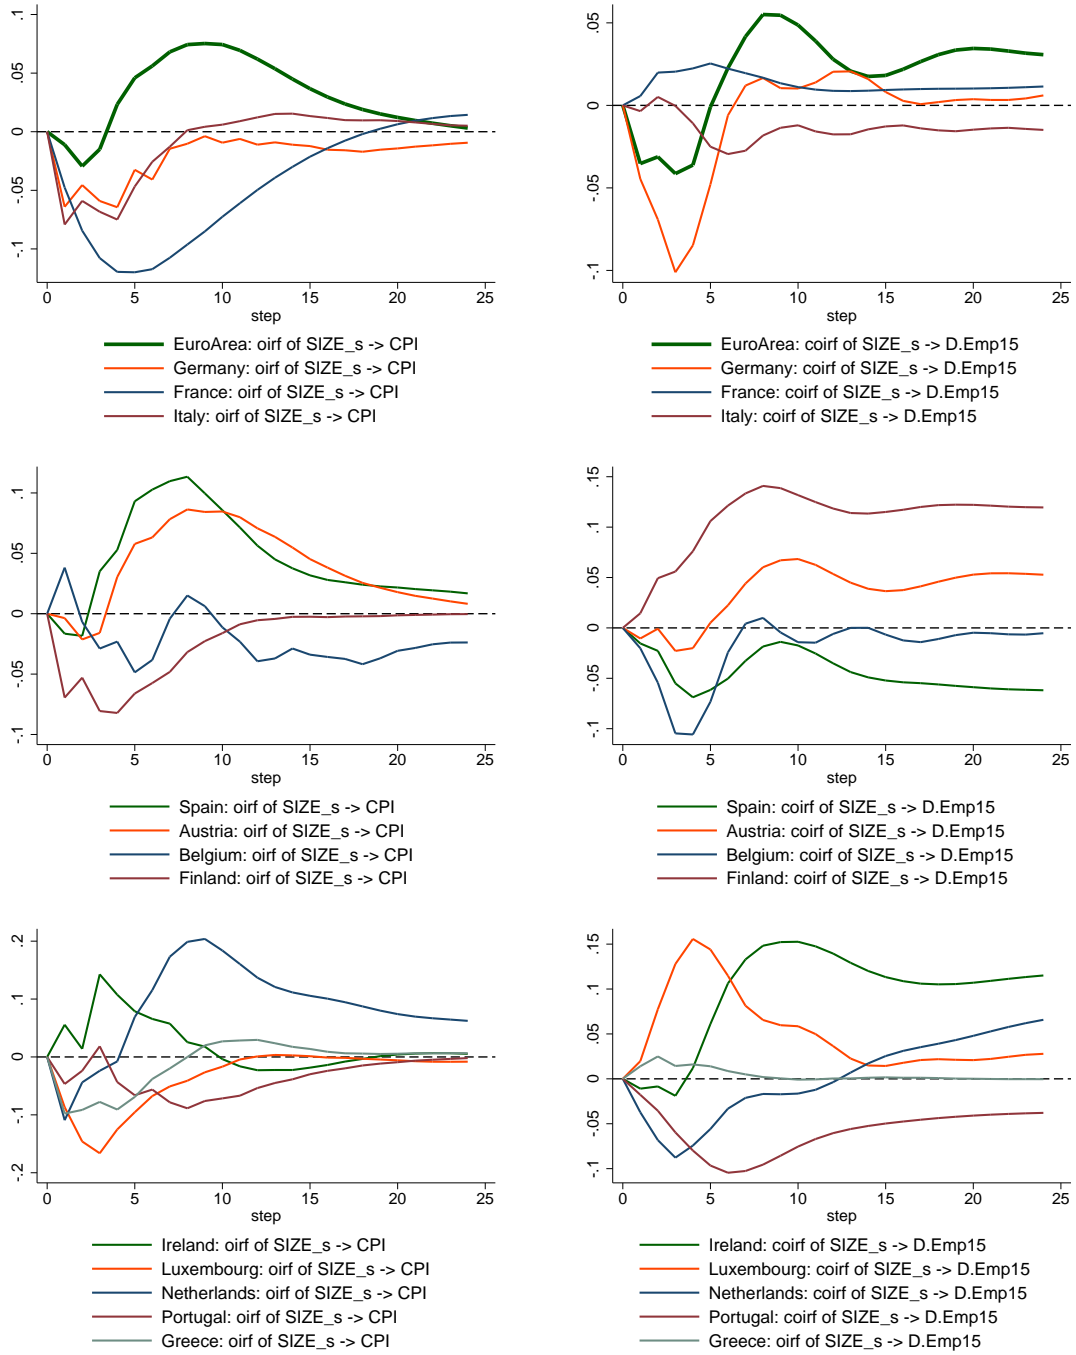 .1
.05
0
-.05
-.1
0 5 10 15 20 25
step
EuroArea: oirf of SIZE_s -> CPI
Germany: oirf of SIZE_s -> CPI
France: oirf of SIZE_s -> CPI
Italy: oirf of SIZE_s -> CPI
.05
0
-.05
-.1
0 5 10 15 20 25
step
EuroArea: coirf of SIZE_s -> D.Emp15
Germany: coirf of SIZE_s -> D.Emp15
France: coirf of SIZE_s -> D.Emp15
Italy: coirf of SIZE_s -> D.Emp15
.1
.05
0
-.05
-.1
0 5 10 15 20 25
step
Spain: oirf of SIZE_s -> CPI
Austria: oirf of SIZE_s -> CPI
Belgium: oirf of SIZE_s -> CPI
Finland: oirf of SIZE_s -> CPI
.15
.1
.05
0
-.05
-.1
0 5 10 15 20 25
step
Spain: coirf of SIZE_s -> D.Emp15
Austria: coirf of SIZE_s -> D.Emp15
Belgium: coirf of SIZE_s -> D.Emp15
Finland: coirf of SIZE_s -> D.Emp15
.2
.1
0
-.1
-.2
0 5 10 15 20 25
step
Ireland: oirf of SIZE_s -> CPI
Luxembourg: oirf of SIZE_s -> CPI
Netherlands: oirf of SIZE_s -> CPI
Portugal: oirf of SIZE_s -> CPI
Greece: oirf of SIZE_s -> CPI
.15
.1
.05
0
-.05
-.1
0 5 10 15 20 25
step
Ireland: coirf of SIZE_s -> D.Emp15
Luxembourg: coirf of SIZE_s -> D.Emp15
Netherlands: coirf of SIZE_s -> D.Emp15
Portugal: coirf of SIZE_s -> D.Emp15
Greece: oirf of SIZE_s -> D.Emp15